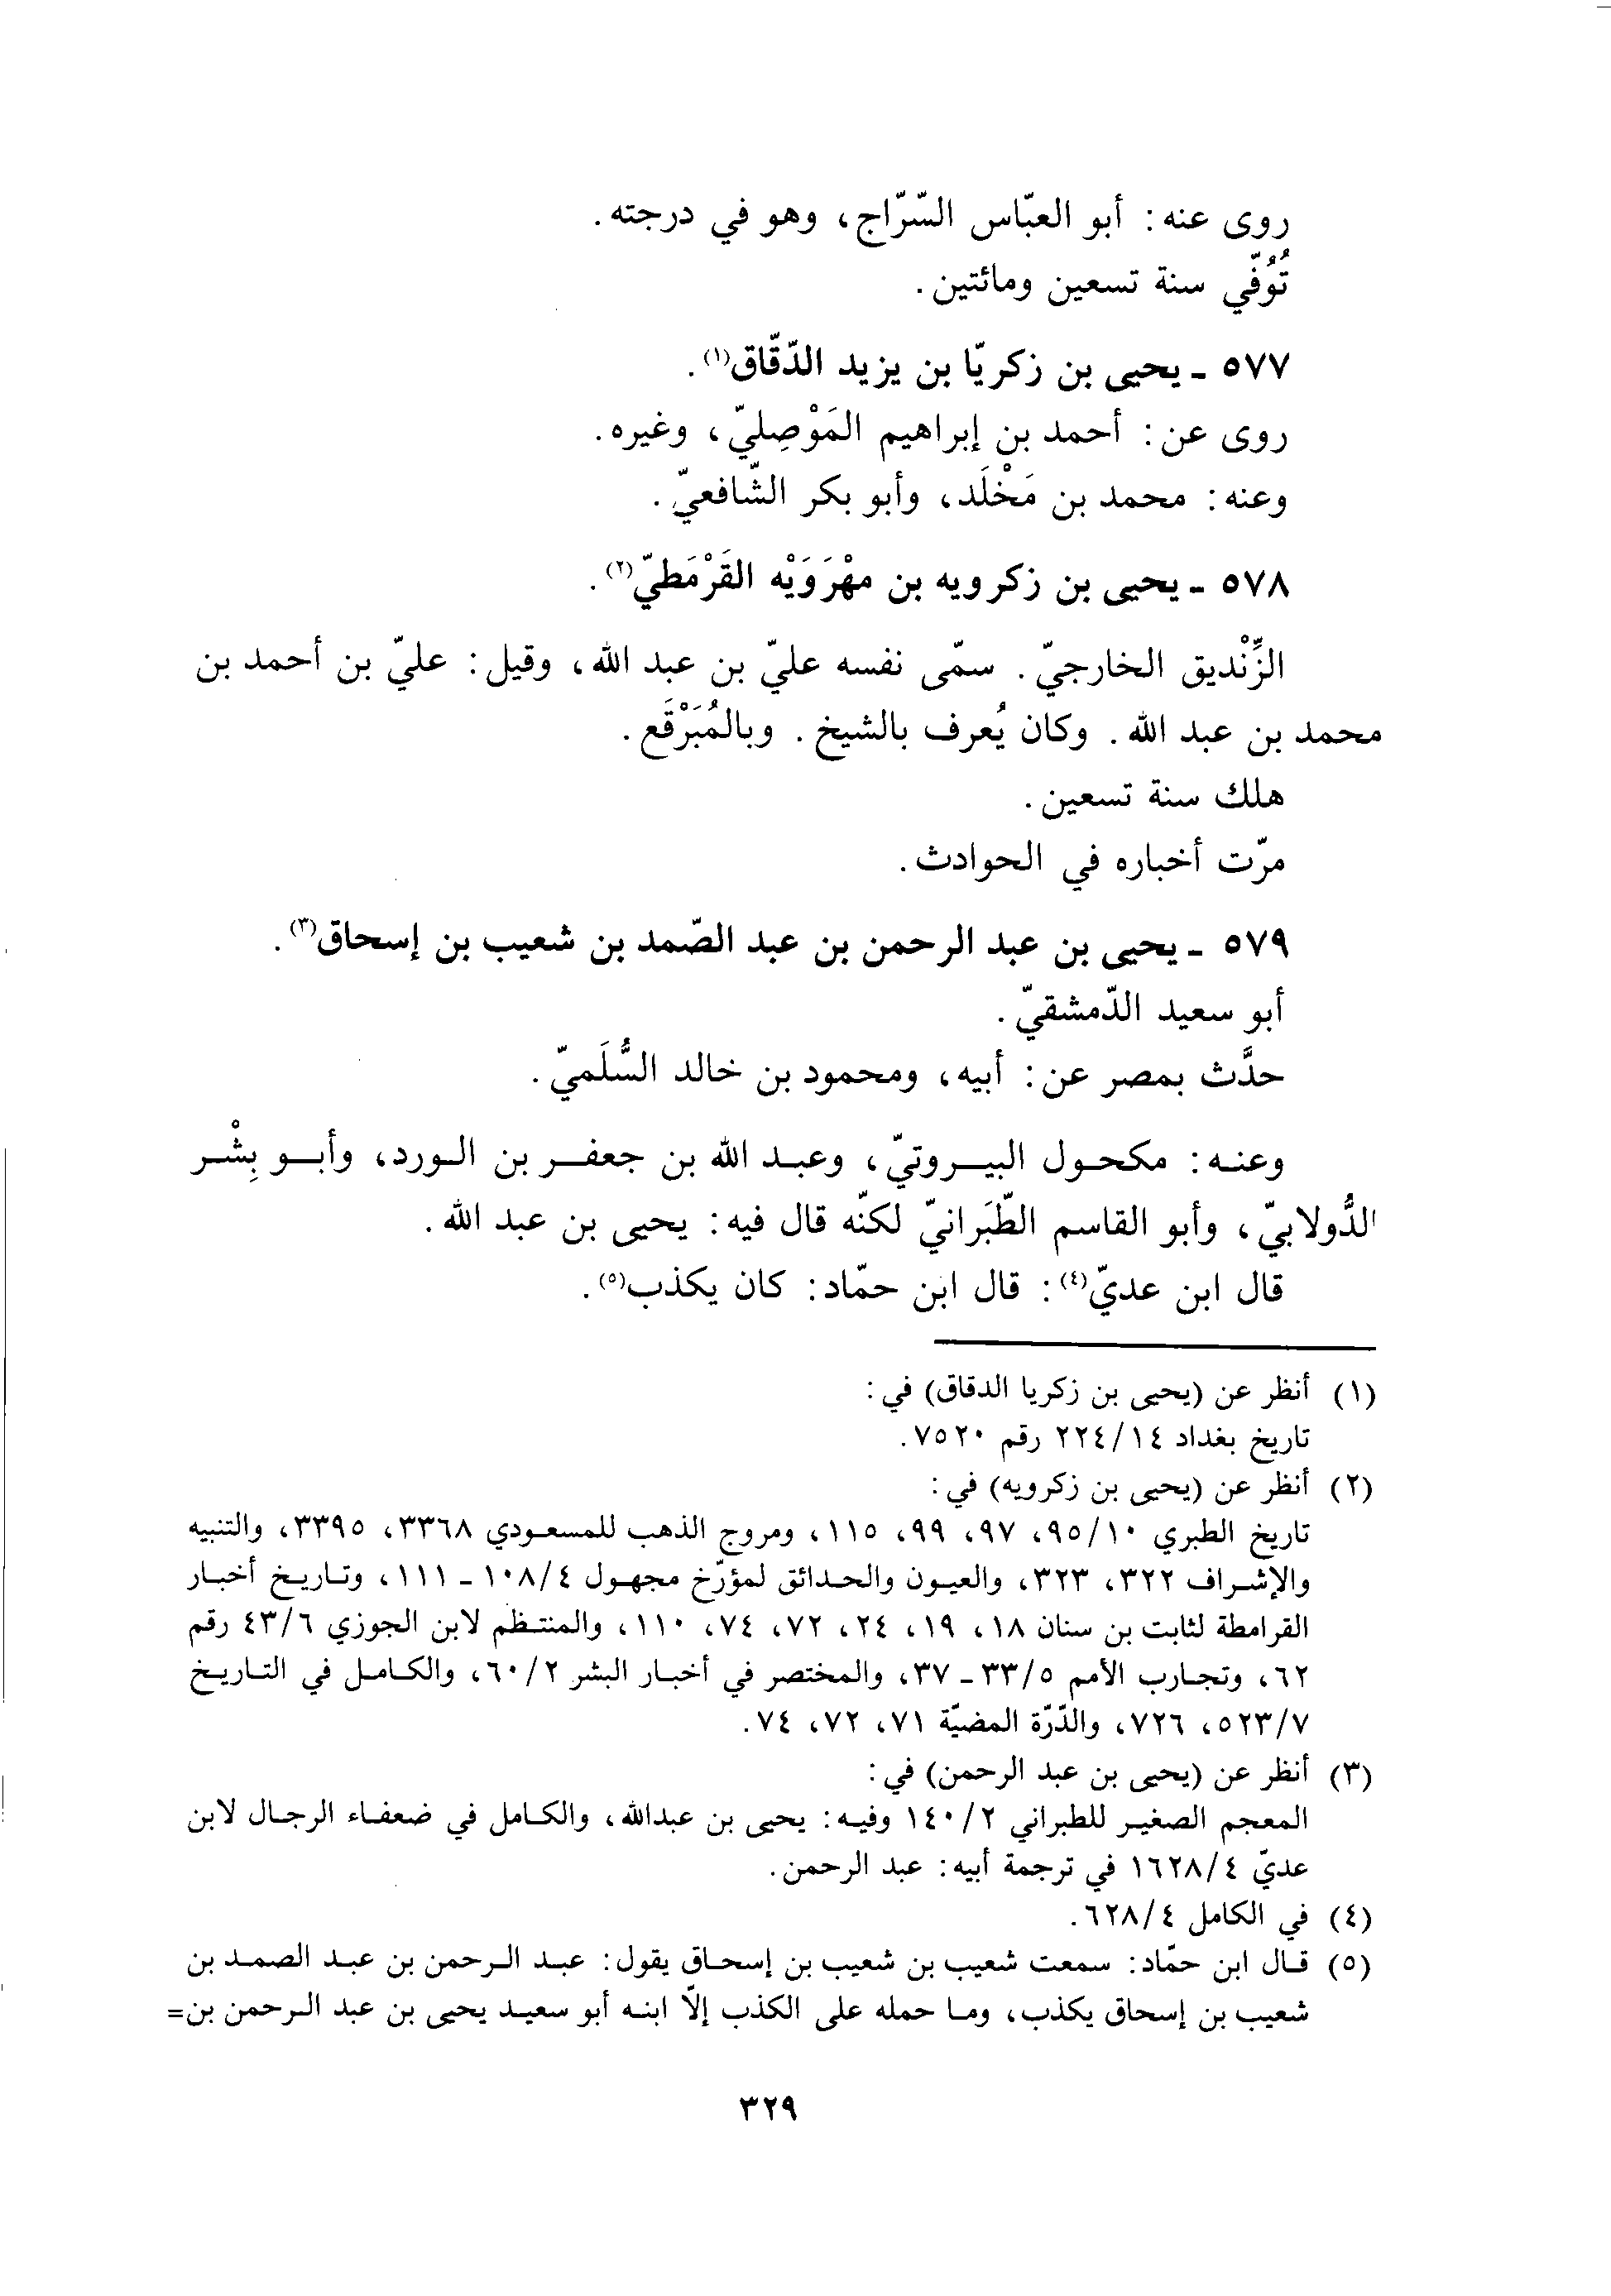 روى عنه: أبو العبّاس السّرّاج، وهو في درجته.
تُوُفّي سنة تسعين ومائتين.
٥٧٧ ـ يحيى بن زكريّا بن يزيد الدّقّاق(١).
روى عن: أحمد بن إبراهيم المَوْصِليّ، وغيره.
وعنه: محمد بن مَخْلَد، وأبو بكر الشّافعيّ.
٥٧٨ ـ يحيى بن زكرويه بن مهْرَوَيْه القَرْمَطيّ(٢).
الزِّنْديق الخارجيّ. سمّى نفسه عليّ بن عبد الله، وقيل: عليّ بن أحمد بن
محمد بن عبد الله. وكان يُعرف بالشيخ. وبالمُبَرْقَع.
هلك سنة تسعين.
مرّت أخباره في الحوادث.
٥٧٩ ـ يحيى بن عبد الرحمن بن عبد الصّمد بن شعيب بن إسحاق(٣).
أبو سعيد الدّمشقيّ.
حدَّث بمصر عن: أبيه، ومحمود بن خالد السُّلَميّ.
وعنه: مكحول البيروتيّ، وعبد الله بن جعفر بن الورد، وأبو بِشْر
الدُّولابيّ، وأبو القاسم الطَّبَرانيّ لكنّه قال فيه: يحيى بن عبد الله.
قال ابن عديّ(٤): قال ابن حمّاد: كان يكذب(٥).
(١) أنظر عن (يحيى بن زكريا الدقاق) في:
تاريخ بغداد ٢٢٤/١٤ رقم ٧٥٢٠.
(٢) أنظر عن (يحيى بن زكرويه) في:
تاريخ الطبري ٩٥/١٠، ٩٧، ٩٩، ١١٥، ومروج الذهب للمسعودي ٣٣٦٨، ٣٣٩٥، والتنبيه
والإشراف ٣٢٢، ٣٢٣، والعيون والحدائق لمؤرّخ مجهول ١٠٨/٤ ـ ١١١، وتاريخ أخبار
القرامطة لثابت بن سنان ١٨، ١٩، ٢٤، ٧٢، ٧٤، ١١٠، والمنتظم لابن الجوزي ٤٣/٦ رقم
٦٢، وتجارب الأمم ٣٣/٥ ـ ٣٧، والمختصر في أخبار البشر ٦٠/٢، والكامل في التاريخ
٥٢٣/٧، ٧٢٦، والدّرّة المضيّة ٧١، ٧٢، ٧٤.
(٣) أنظر عن (يحيى بن عبد الرحمن) في:
المعجم الصغير للطبراني ١٤٠/٢ وفيه: يحيى بن عبدالله، والكامل في ضعفاء الرجال لابن
عديّ ١٦٢٨/٤ في ترجمة أبيه: عبد الرحمن.
(٤) في الكامل ٦٢٨/٤.
(٥) قال ابن حمّاد: سمعت شعيب بن شعيب بن إسحاق يقول: عبد الرحمن بن عبد الصمد بن
شعيب بن إسحاق يكذب، وما حمله على الكذب إلاّ ابنه أبو سعيد يحيى بن عبد الرحمن بن=
٣٢٩